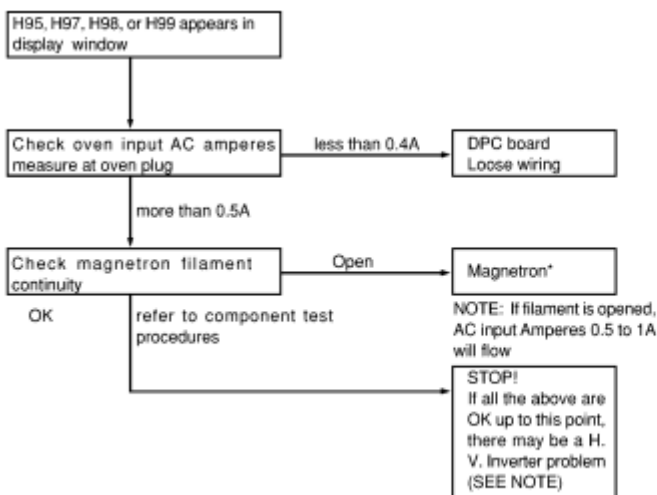 H95, H97, H98, or H99 appears in
display window
Check oven input AC amperes
measure at oven plug
less than 0.4A
DPC board
Loose wiring
more than 0.5A
Check magnetron filament
continuity
Open
Magnetron*
OK
refer to component test
procedures
NOTE: If filament is opened,
AC input Amperes 0.5 to 1A
will flow
STOP!
If all the above are
OK up to this point,
there may be a H.
V. Inverter problem
(SEE NOTE)